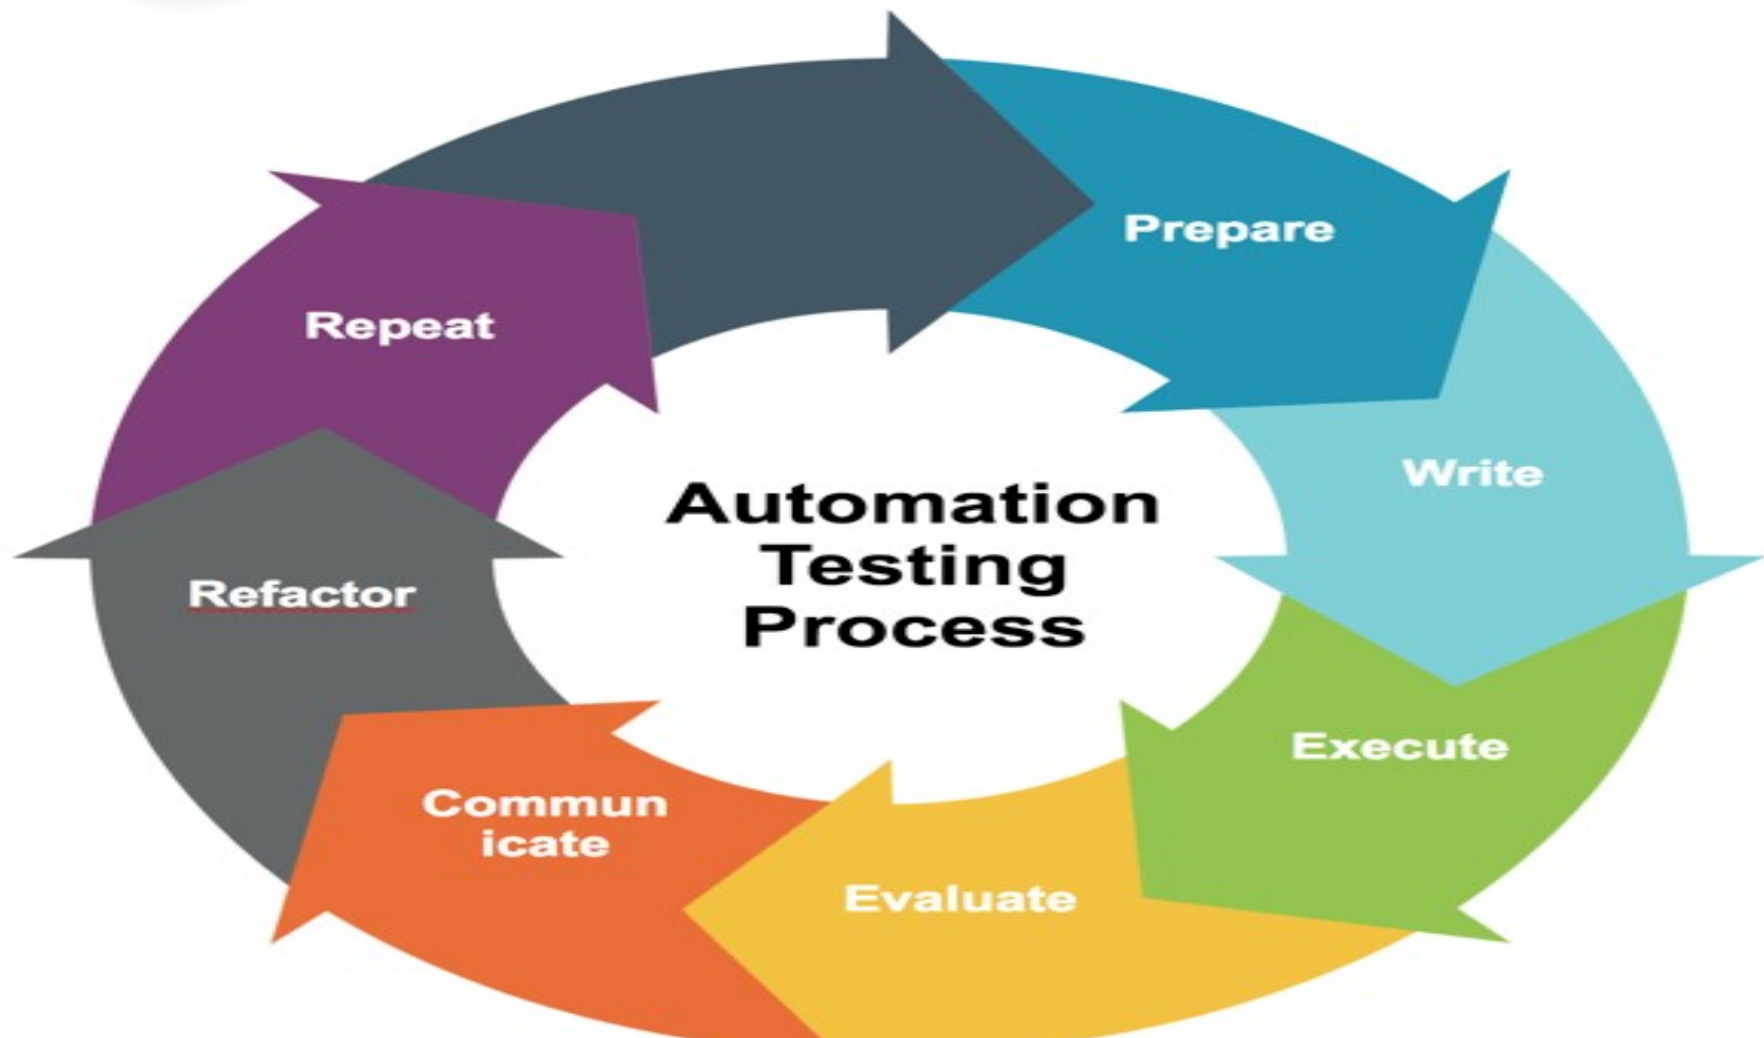 Prepare
Repeat
Write
Automation
Testing
Process
Refactor
Execute
Commun
icate
Evaluate